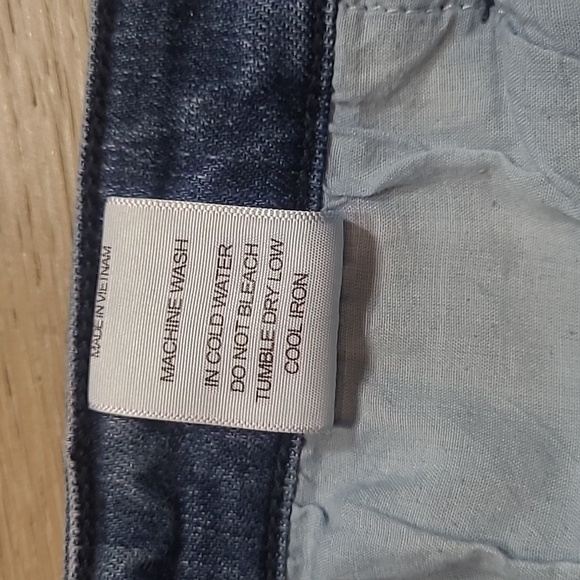 MADE IN VIETNAM
MACHINE WASH
IN COLD WATER
DO NOT BLEACH
TUMBLE DRY LOW
COOL IRON